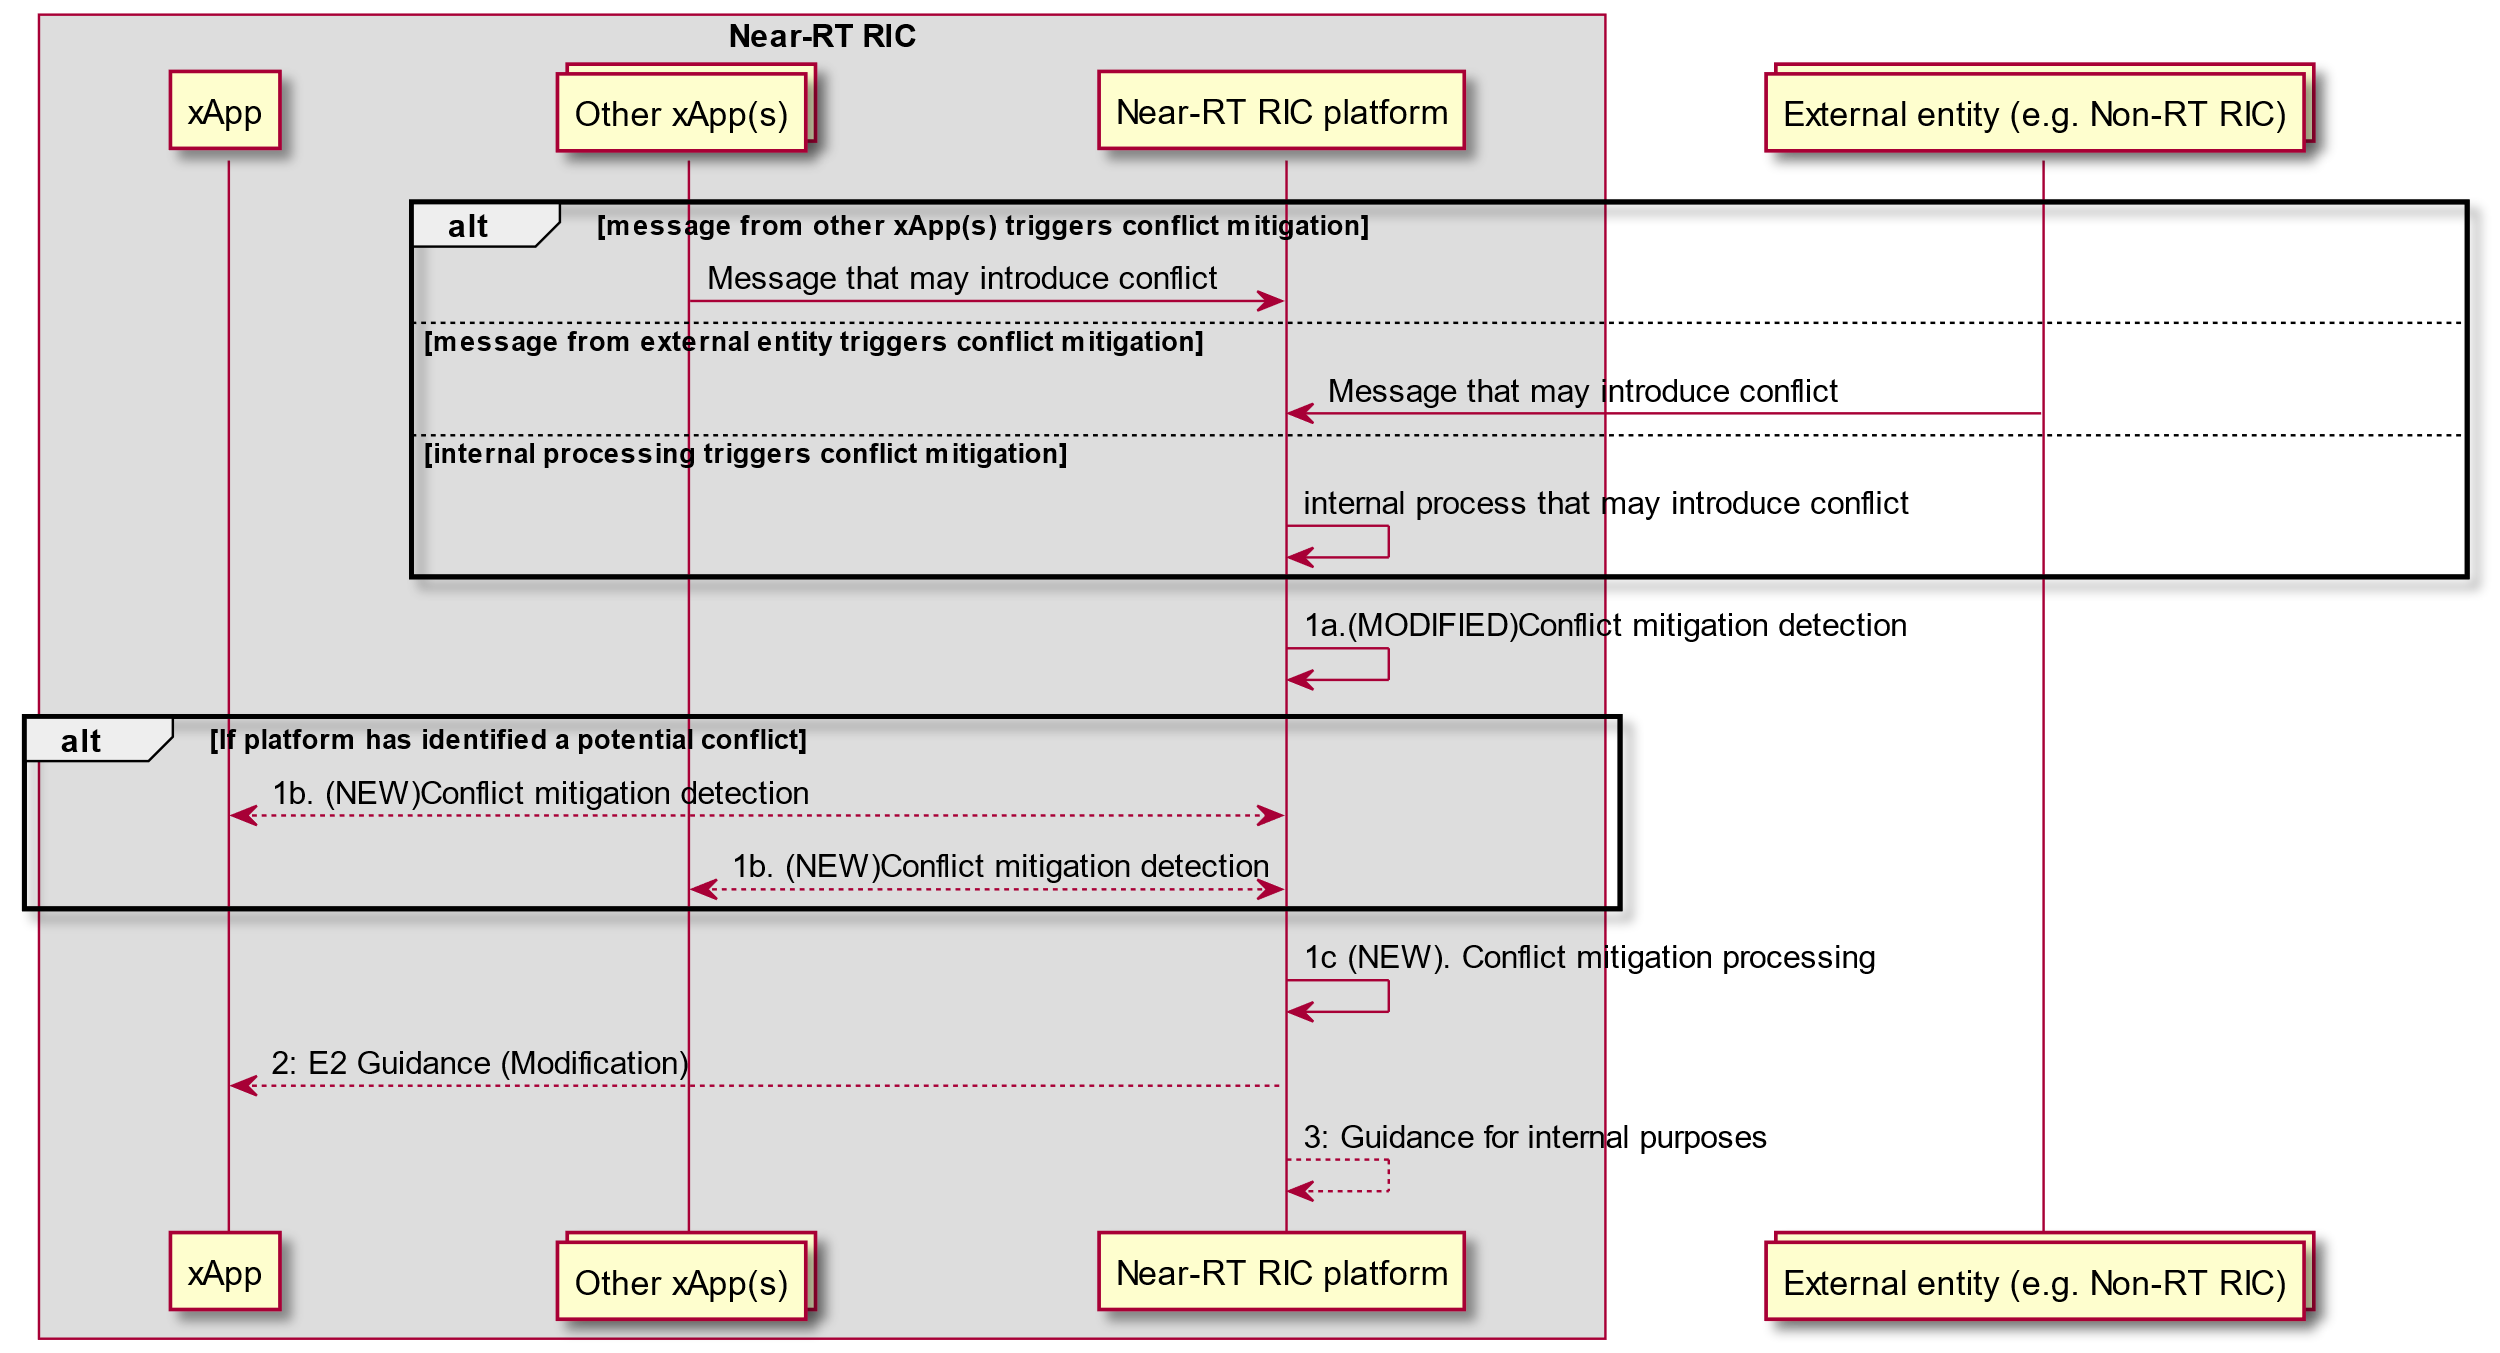 Near-RT RIC
xApp
Other xApp(s)
Near-RT RIC platform
External entity (e.g. Non-RT RIC)
alt
[message from other xApp(s) triggers conflict mitigation]
Message that may introduce conflict
[message from external entity triggers conflict mitigation]
Message that may introduce conflict
[internal processing triggers conflict mitigation]
internal process that may introduce conflict
1a.(MODIFIED)Conflict mitigation detection
alt
[If platform has identified a potential conflict]
1b. (NEW)Conflict mitigation detection
1b. (NEW)Conflict mitigation detection
1c (NEW). Conflict mitigation processing
2: E2 Guidance (Modification)
3: Guidance for internal purposes
xApp
Other xApp(s)
Near-RT RIC platform
External entity (e.g. Non-RT RIC)